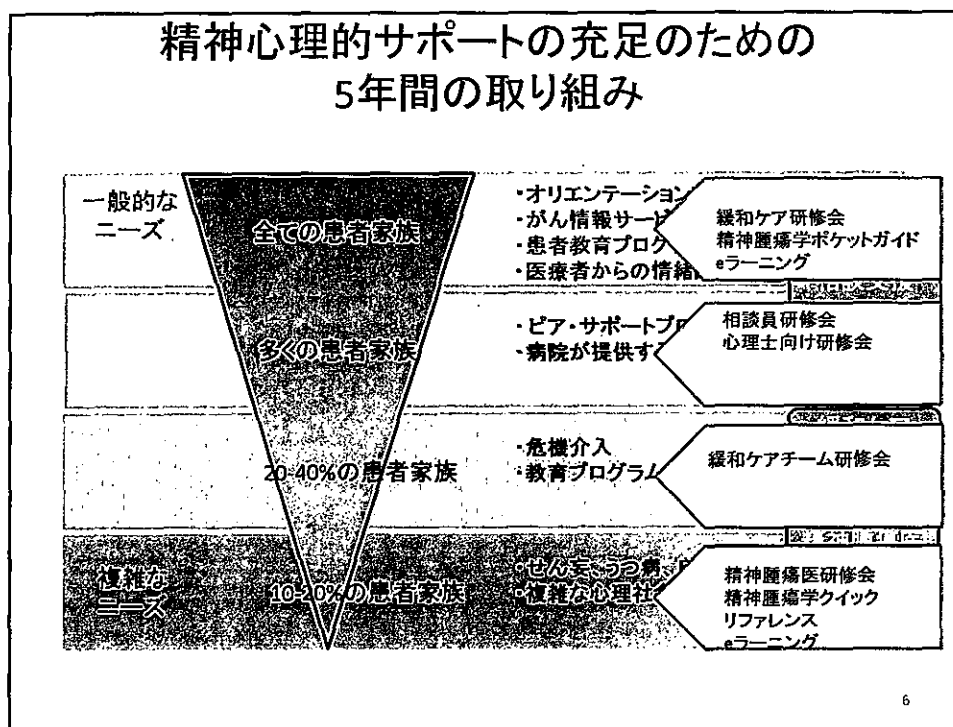 精神心理的サポートの充足のための
5年間の取り組み
一般的な
ニーズ
全ての患者家族
・オリエンテーション
・がん情報サービ
・患者教育プログ
・医療者からの情緒
緩和ケア研修会
精神腫瘍学ポケットガイド
eラーニング
多くの患者家族
・ピア・サポートプロ
・病院が提供する
相談員研修会
心理士向け研修会
20-40%の患者家族
・危機介入
・教育プログラム
緩和ケアチーム研修会
複雑な
ニーズ
10-20%の患者家族
・せん妄、うつ病、
・複雑な心理社
精神腫瘍医研修会
精神腫瘍学クイック
リファレンス
eラーニング
6